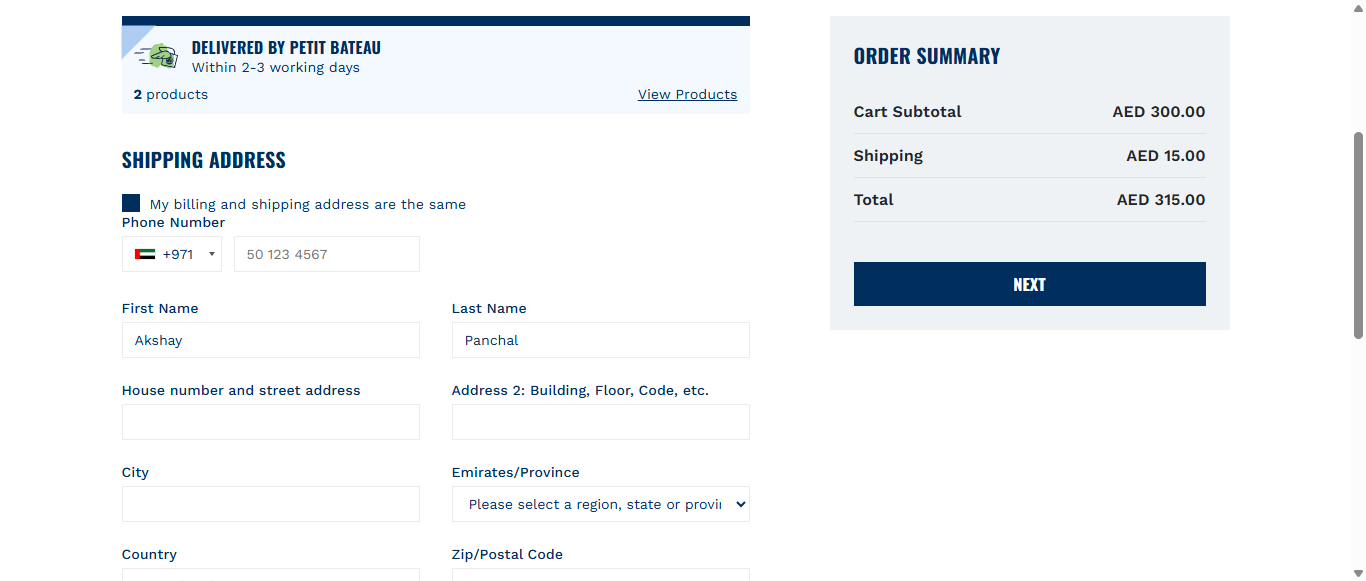 DELIVERED BY PETIT BATEAU
Within 2-3 working days
2 products
View Products
SHIPPING ADDRESS
My billing and shipping address are the same
Phone Number
+971
50 123 4567
First Name
Last Name
Akshay
Panchal
House number and street address
Address 2: Building, Floor, Code, etc.
City
Emirates/Province
Please select a region, state or provi
Country
Zip/Postal Code
ORDER SUMMARY
Cart Subtotal AED 300.00
Shipping AED 15.00
Total AED 315.00
NEXT